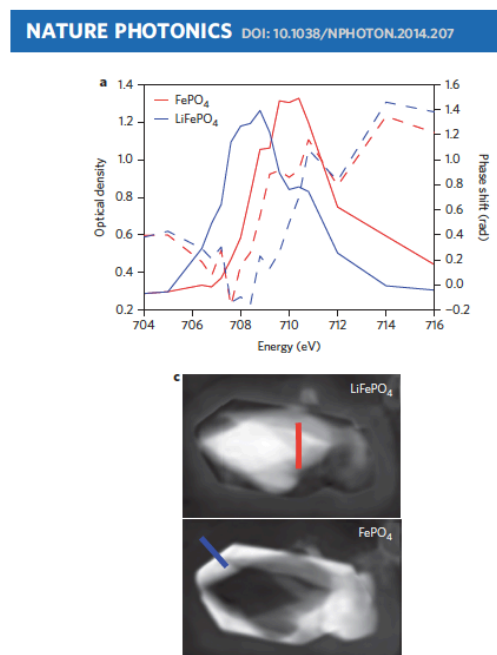 NATURE PHOTONICS DOI: 10.1038/NPHOTON.2014.207
a
1.4
1.2
1.0
0.8
0.6
0.4
0.2
Optical density
FePO4
LiFePO4
1.6
1.4
1.2
1.0
0.8
0.6
0.4
0.2
0.0
−0.2
Phase shift (rad)
704 706 708 710 712 714 716
Energy (eV)
c
LiFePO4
FePO4